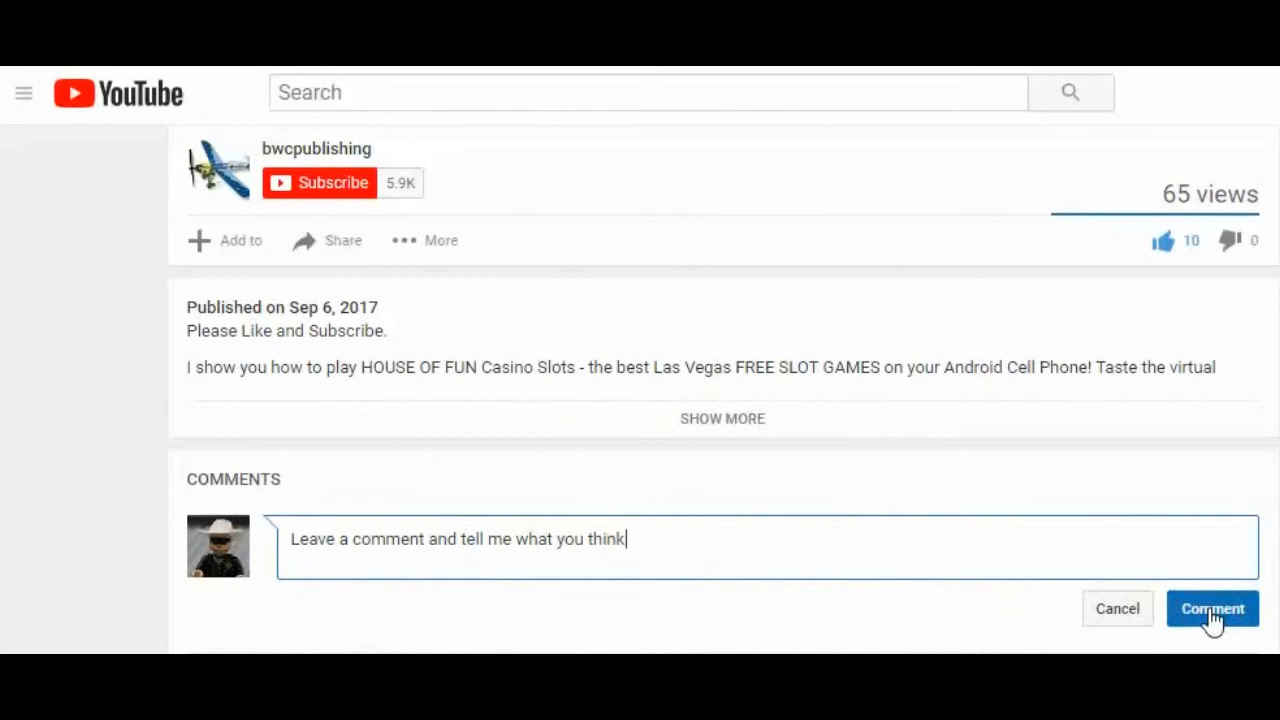 YouTube
Search
bwcpublishing
Subscribe 5.9K
65 views
Add to Share More
10 0
Published on Sep 6, 2017
Please Like and Subscribe.
I show you how to play HOUSE OF FUN Casino Slots - the best Las Vegas FREE SLOT GAMES on your Android Cell Phone! Taste the virtual
SHOW MORE
COMMENTS
Leave a comment and tell me what you think
Cancel Comment